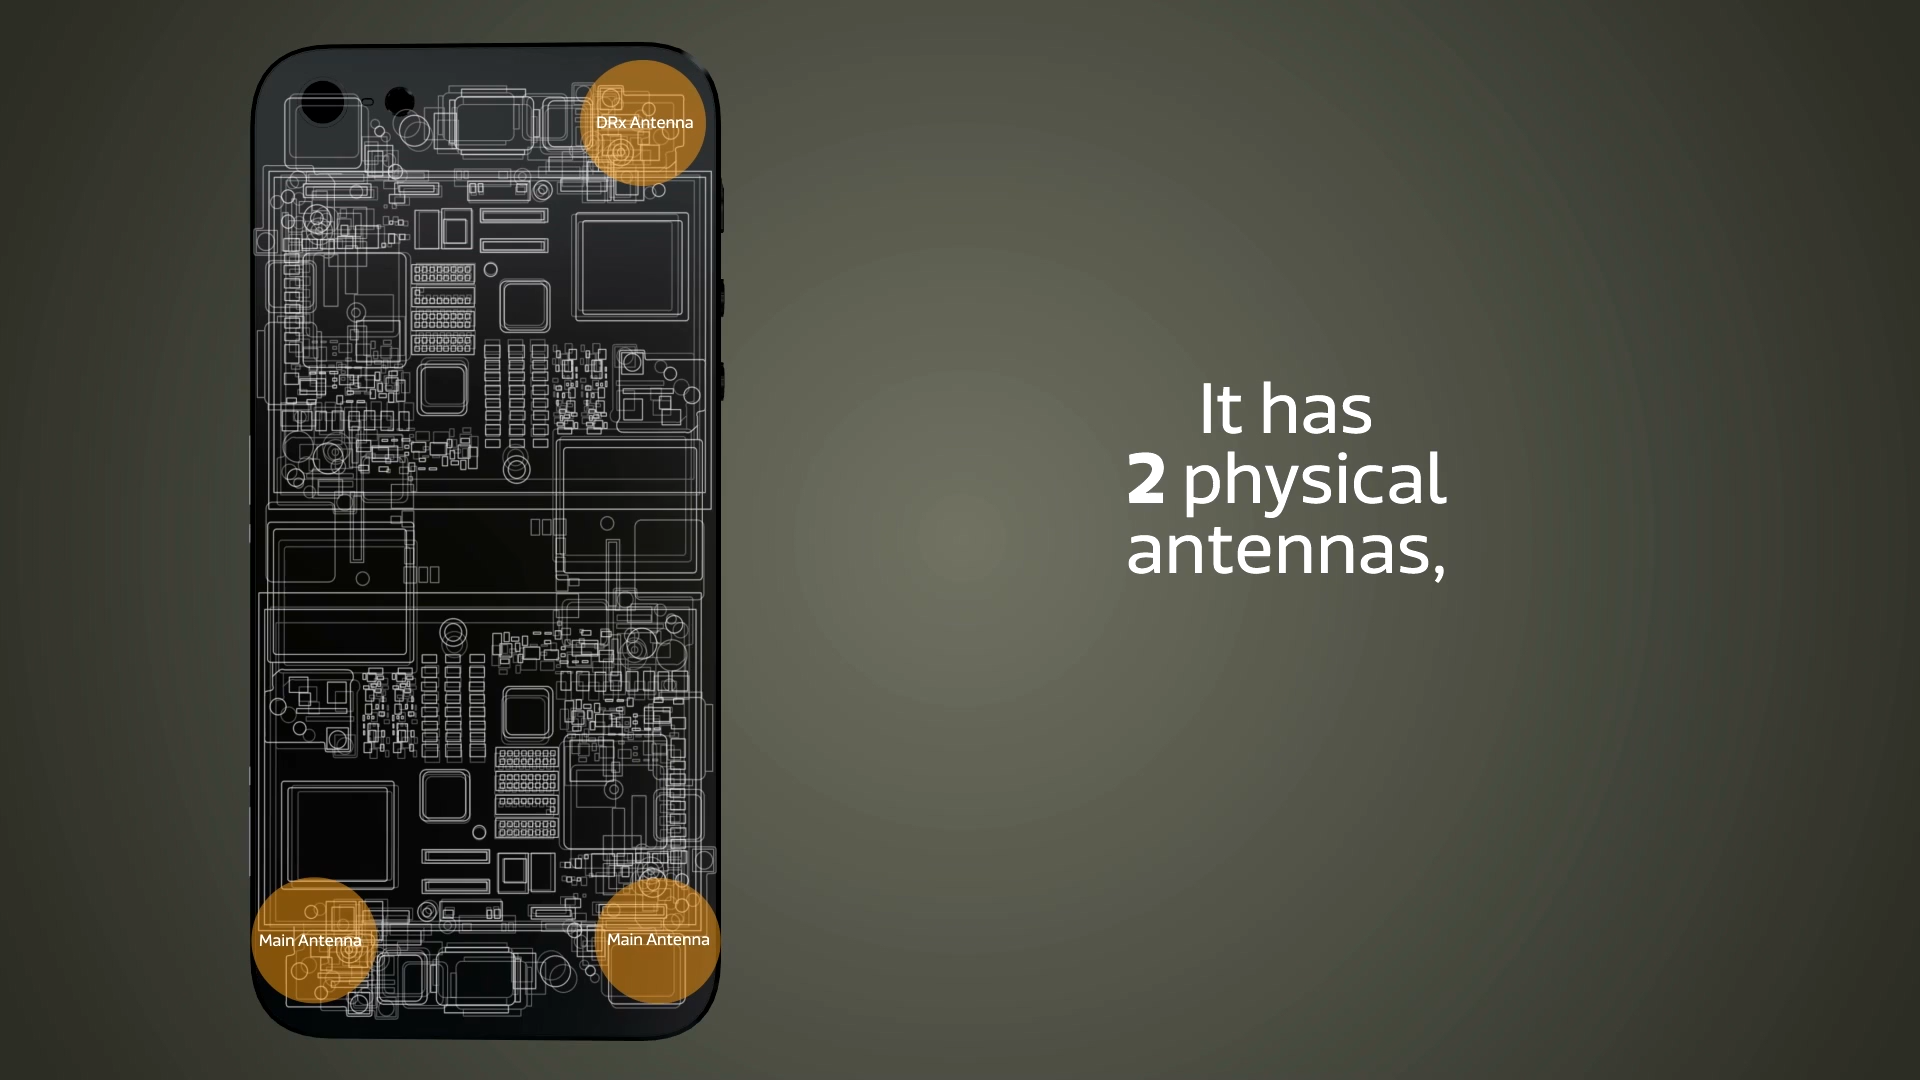 DRx Antenna
It has
2 physical
antennas,
Main Antenna
Main Antenna